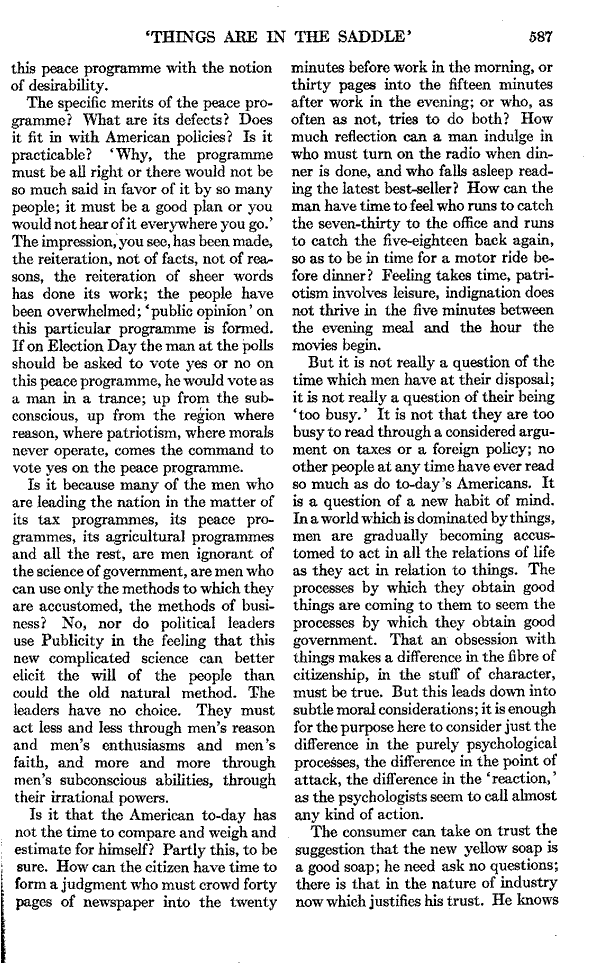 ‘THINGS ARE IN THE SADDLE’ 587
this peace programme with the notion
of desirability.
The specific merits of the peace pro-
gramme? What are its defects? Does
it fit in with American policies? Is it
practicable? ‘Why, the programme
must be all right or there would not be
so much said in favor of it by so many
people; it must be a good plan or you
would not hear of it everywhere you go.’
The impression, you see, has been made,
the reiteration, not of facts, not of rea-
sons, the reiteration of sheer words
has done its work; the people have
been overwhelmed; ‘public opinion’ on
this particular programme is formed.
If on Election Day the man at the polls
should be asked to vote yes or no on
this peace programme, he would vote as
a man in a trance; up from the sub-
conscious, up from the region where
reason, where patriotism, where morals
never operate, comes the command to
vote yes on the peace programme.
Is it because many of the men who
are leading the nation in the matter of
its tax programmes, its peace pro-
grammes, its agricultural programmes
and all the rest, are men ignorant of
the science of government, are men who
can use only the methods to which they
are accustomed, the methods of busi-
ness? No, nor do political leaders
use Publicity in the feeling that this
new complicated science can better
elicit the will of the people than
could the old natural method. The
leaders have no choice. They must
act less and less through men’s reason
and men’s enthusiasms and men’s
faith, and more and more through
men’s subconscious abilities, through
their irrational powers.
Is it that the American to-day has
not the time to compare and weigh and
estimate for himself? Partly this, to be
sure. How can the citizen have time to
form a judgment who must crowd forty
pages of newspaper into the twenty
minutes before work in the morning, or
thirty pages into the fifteen minutes
after work in the evening; or who, as
often as not, tries to do both? How
much reflection can a man indulge in
who must turn on the radio when din-
ner is done, and who falls asleep read-
ing the latest best-seller? How can the
man have time to feel who runs to catch
the seven-thirty to the office and runs
to catch the five-eighteen back again,
so as to be in time for a motor ride be-
fore dinner? Feeling takes time, patri-
otism involves leisure, indignation does
not thrive in the five minutes between
the evening meal and the hour the
movies begin.
But it is not really a question of the
time which men have at their disposal;
it is not really a question of their being
‘too busy.’ It is not that they are too
busy to read through a considered argu-
ment on taxes or a foreign policy; no
other people at any time have ever read
so much as do to-day’s Americans. It
is a question of a new habit of mind.
In a world which is dominated by things,
men are gradually becoming accus-
tomed to act in all the relations of life
as they act in relation to things. The
processes by which they obtain good
things are coming to them to seem the
processes by which they obtain good
government. That an obsession with
things makes a difference in the fibre of
citizenship, in the stuff of character,
must be true. But this leads down into
subtle moral considerations; it is enough
for the purpose here to consider just the
difference in the purely psychological
processes, the difference in the point of
attack, the difference in the ‘reaction,’
as the psychologists seem to call almost
any kind of action.
The consumer can take on trust the
suggestion that the new yellow soap is
a good soap; he need ask no questions;
there is that in the nature of industry
now which justifies his trust. He knows